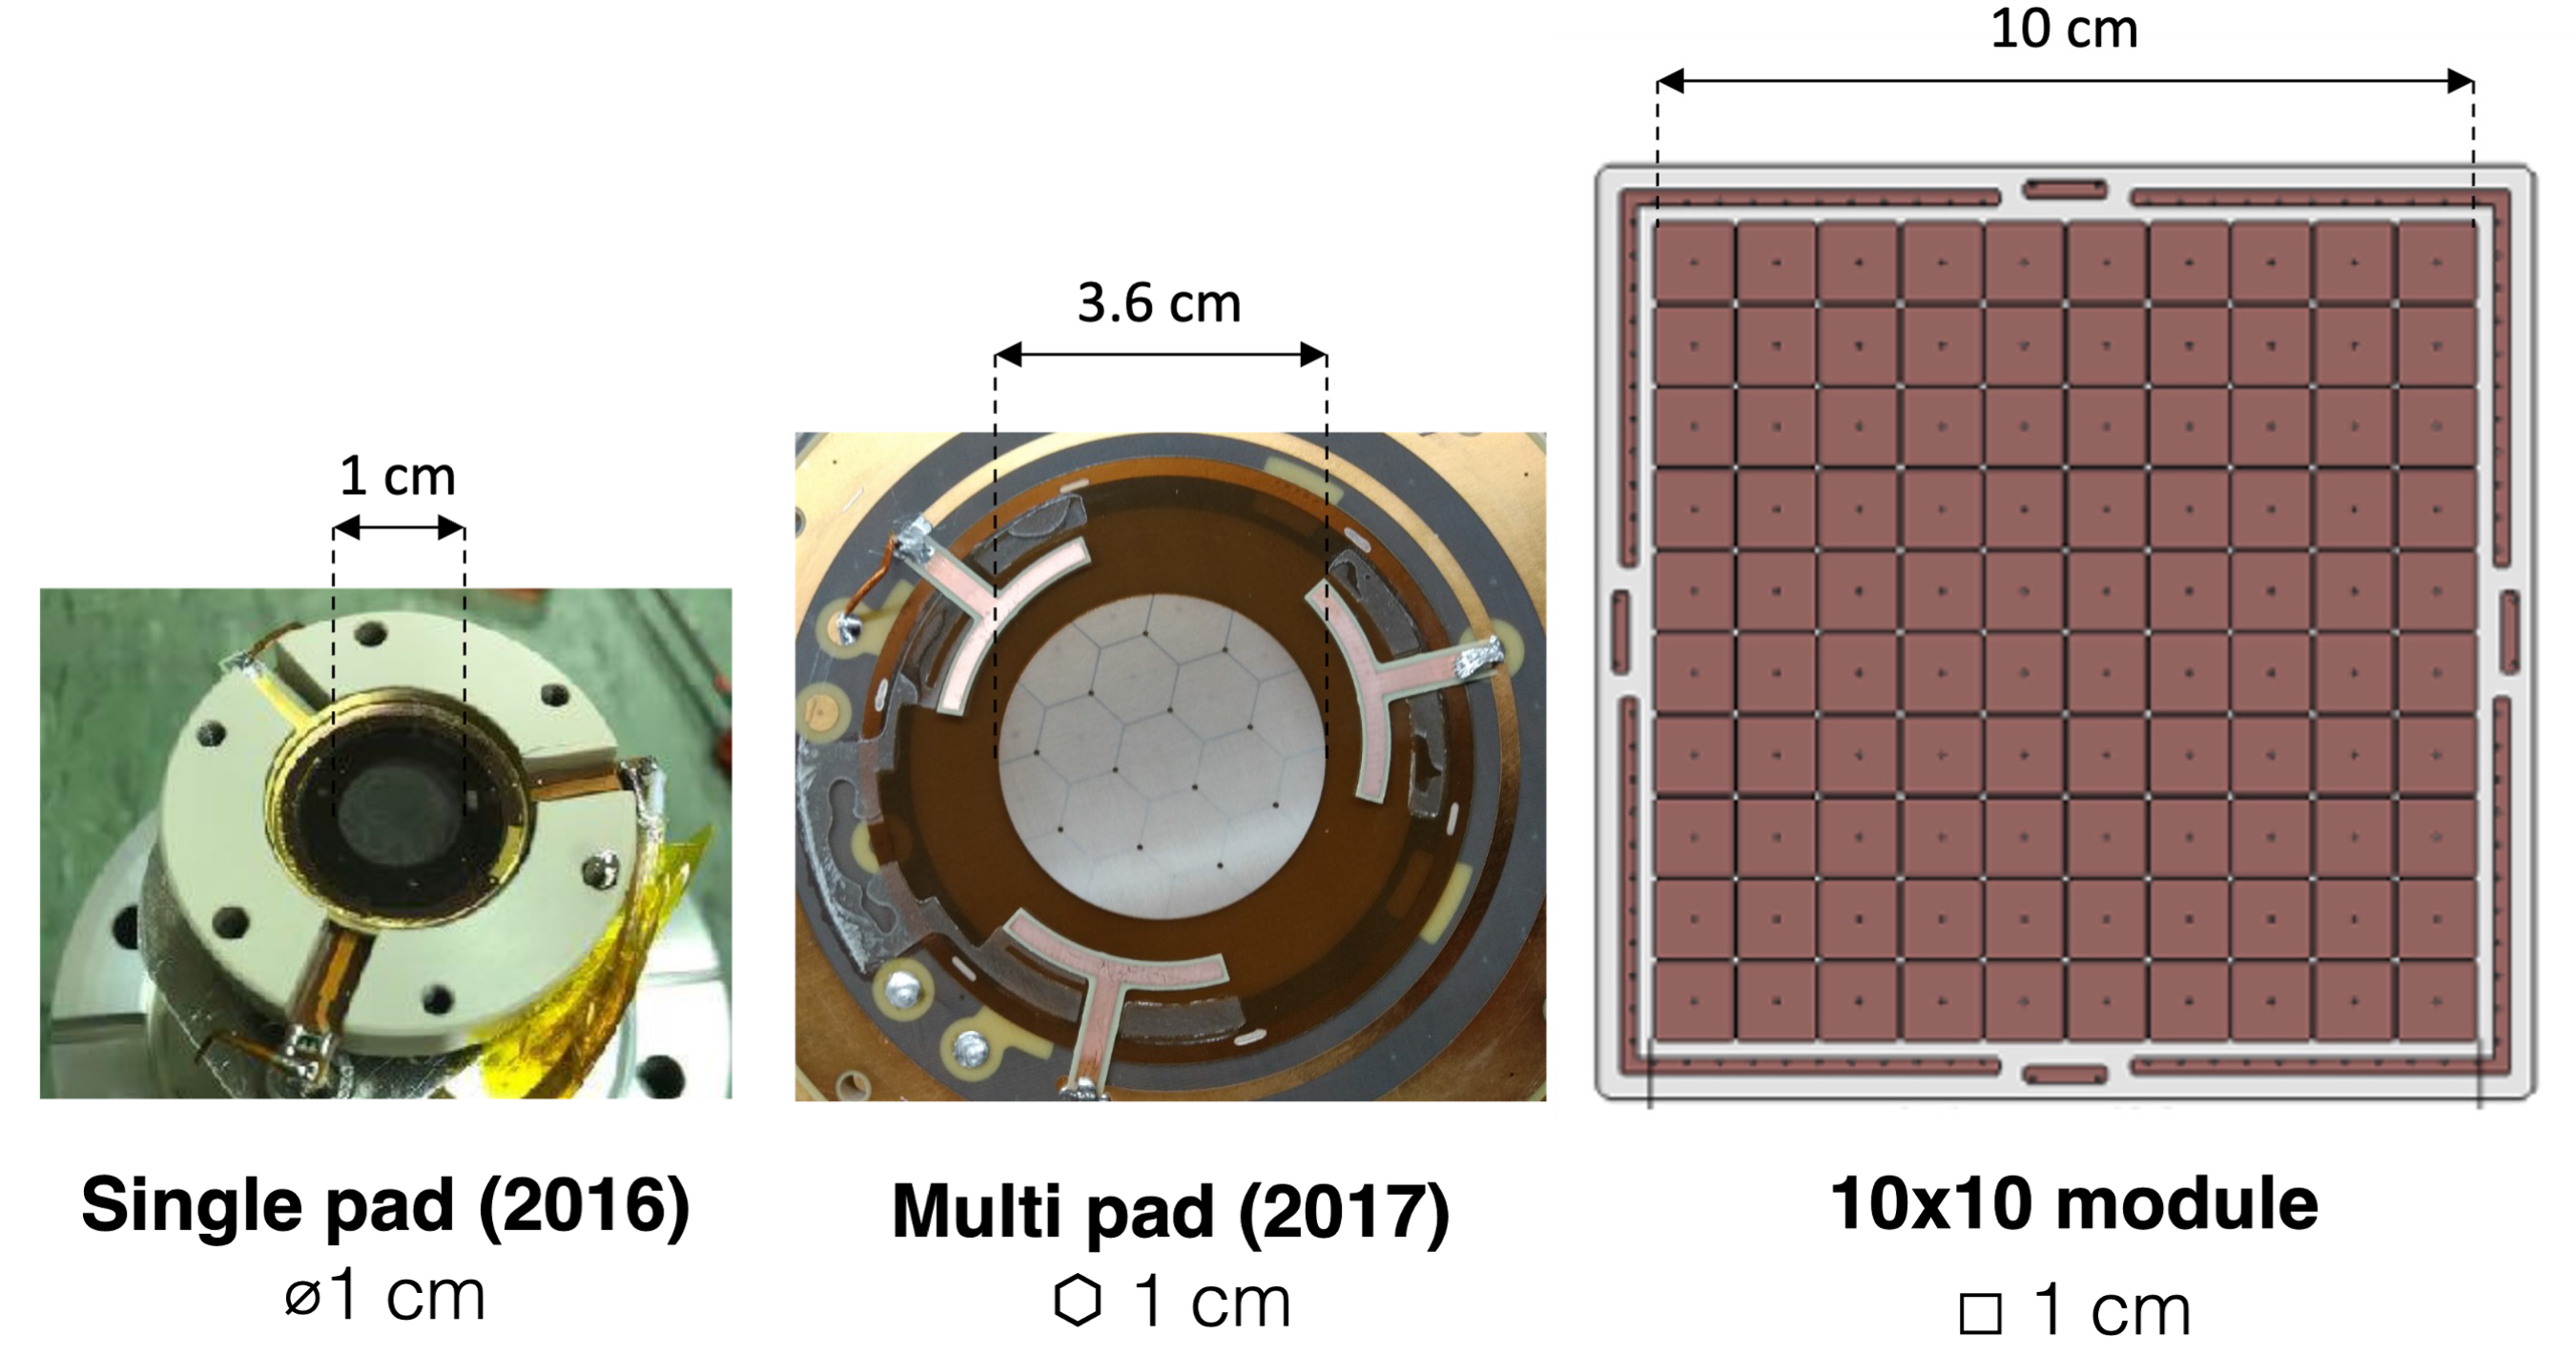 10 cm
3.6 cm
1 cm
Single pad (2016)
⌀1 cm
Multi pad (2017)
⬡ 1 cm
10x10 module
□ 1 cm